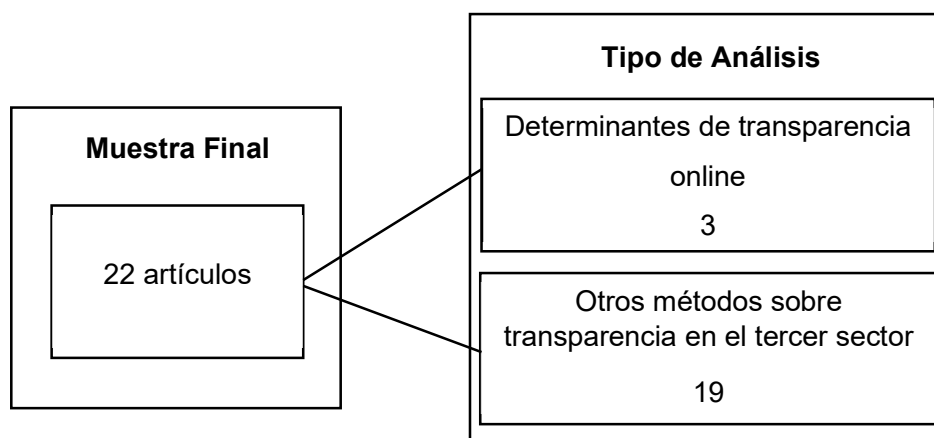 Muestra Final
22 artículos
Tipo de Análisis
Determinantes de transparencia
online
3
Otros métodos sobre
transparencia en el tercer sector
19